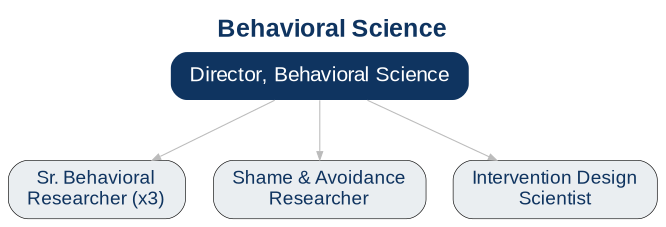 Behavioral Science
Director, Behavioral Science
Sr. Behavioral
Researcher (x3)
Shame & Avoidance
Researcher
Intervention Design
Scientist